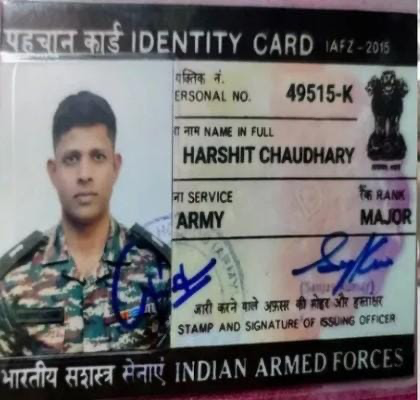 पहचान कार्ड IDENTITY CARD IAFZ - 2015
यक्तिक नं.
ERSONAL NO. 49515-K
ा नाम NAME IN FULL
HARSHIT CHAUDHARY
ना SERVICE
रैंक RANK
ARMY
MAJOR
जारी करने वाले अफ़सर की मोहर और हस्ताक्षर
STAMP AND SIGNATURE OF ISSUING OFFICER
भारतीय सशस्त्र सेनाएं INDIAN ARMED FORCES